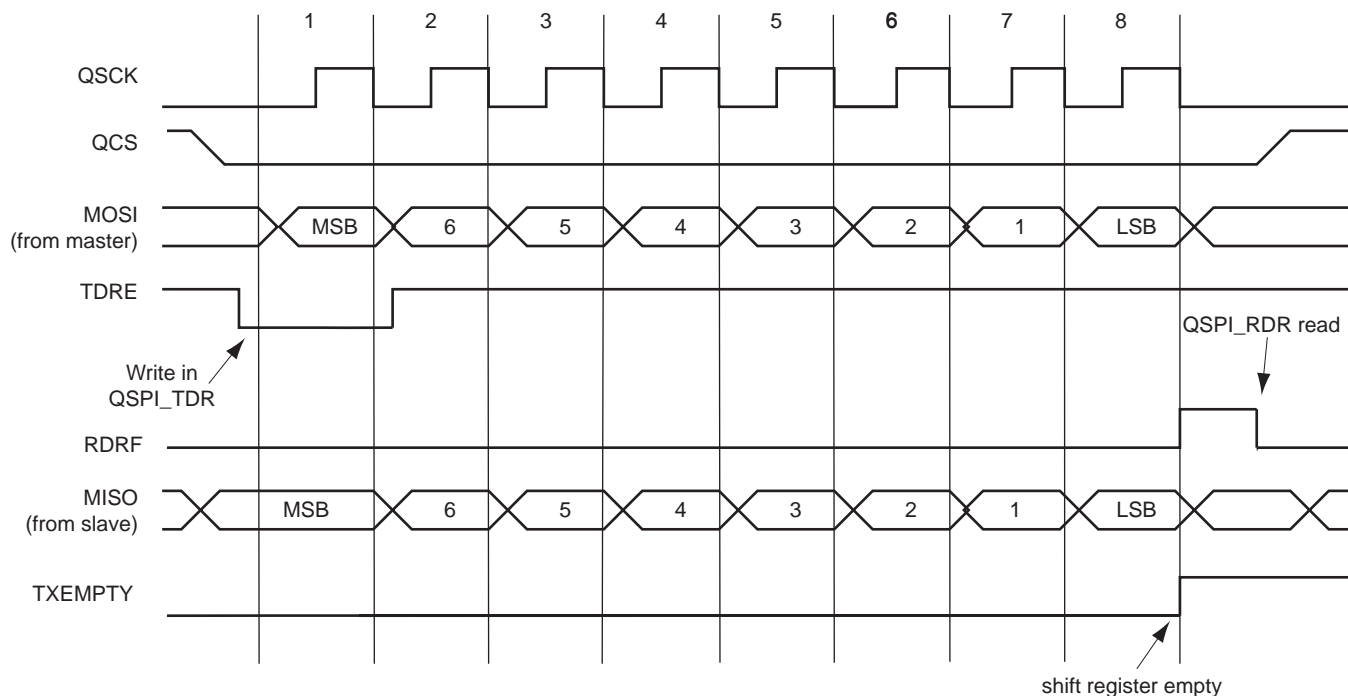 1 2 3 4 5 6 7 8
QSCK
QCS
MOSI
(from master)
MSB 6 5 4 3 2 1 LSB
TDRE
QSPI_RDR read
Write in
QSPI_TDR
RDRF
MISO
(from slave)
MSB 6 5 4 3 2 1 LSB
TXEMPTY
shift register empty